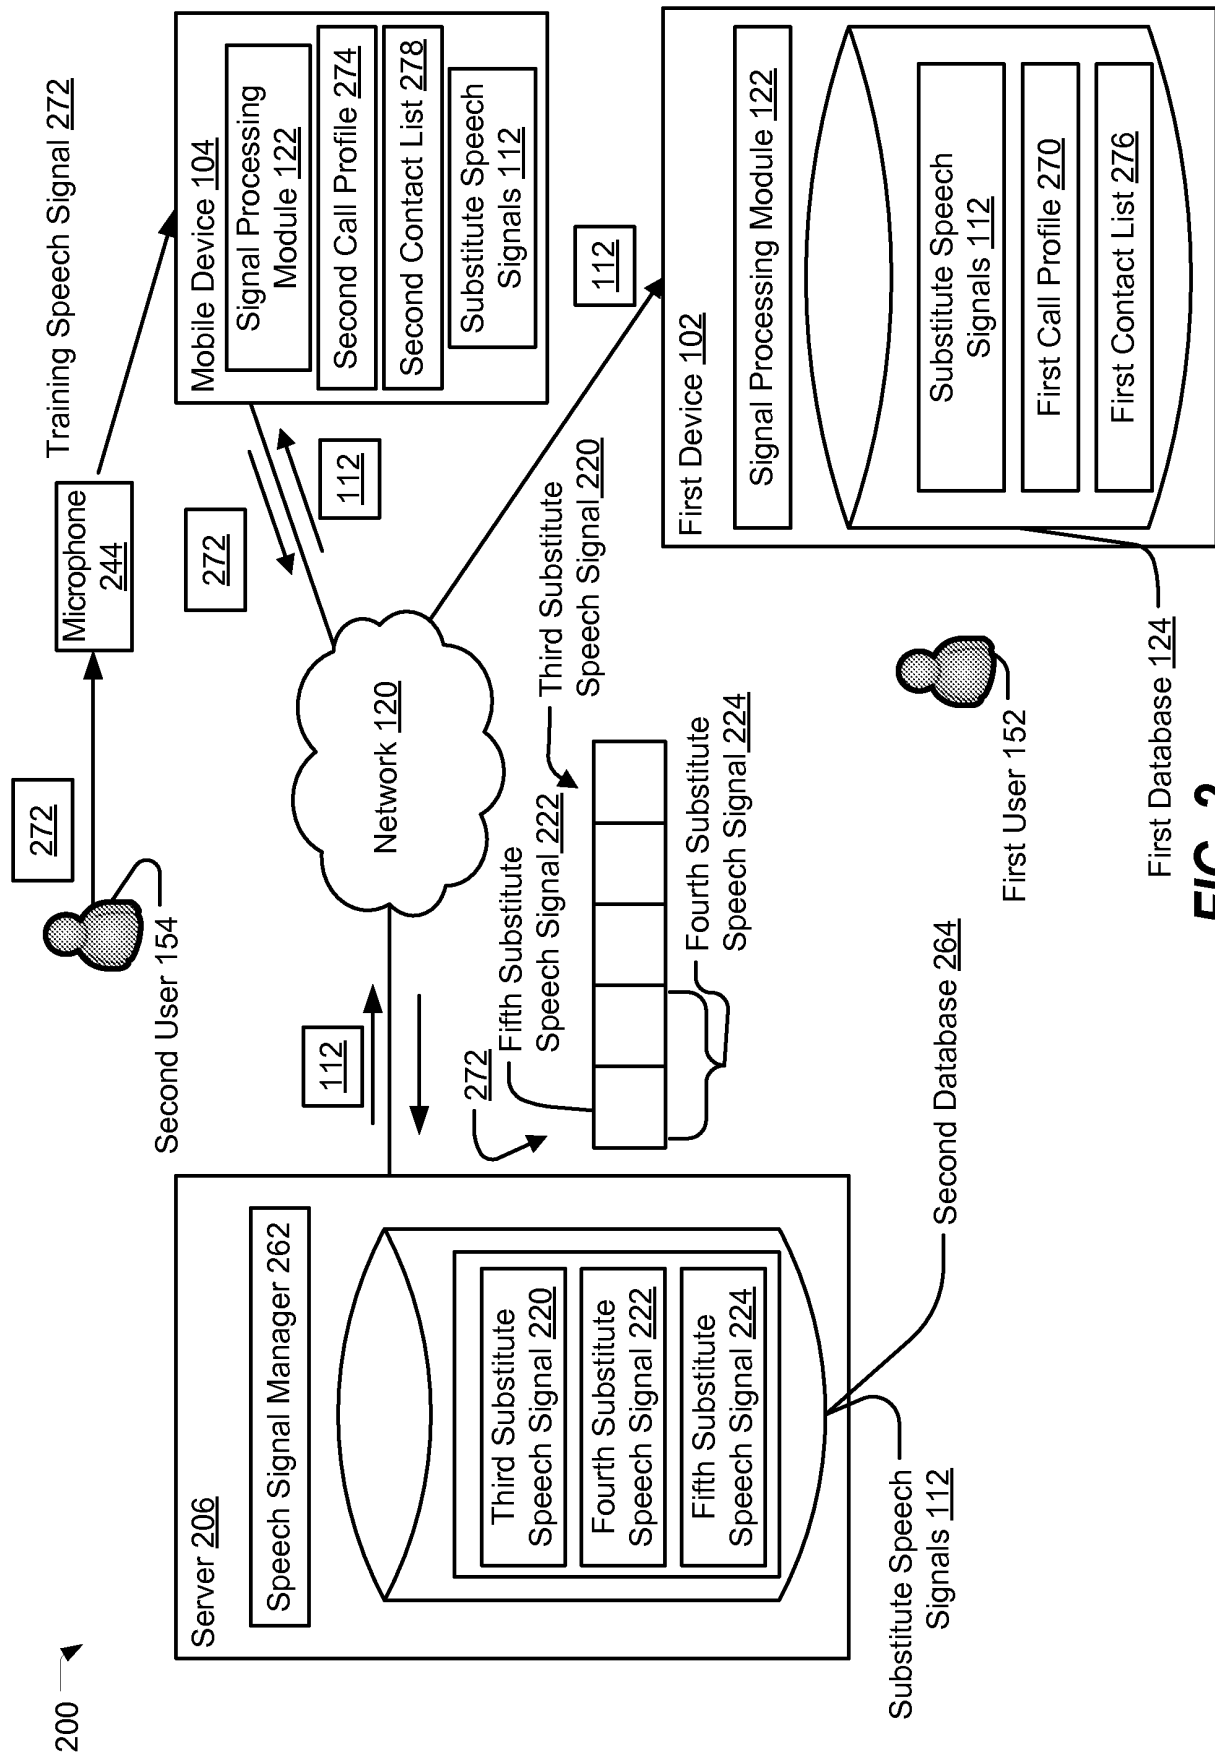 200
Server 206
Speech Signal Manager 262
Third Substitute
Speech Signal 220
Fourth Substitute
Speech Signal 222
Fifth Substitute
Speech Signal 224
Substitute Speech
Signals 112
Second Database 264
Second User 154
272
112
272
Fifth Substitute
Speech Signal 222
Third Substitute
Speech Signal 220
Fourth Substitute
Speech Signal 224
Network 120
Microphone
244
Training Speech Signal 272
272
112
Mobile Device 104
Signal Processing
Module 122
Second Call Profile 274
Second Contact List 278
Substitute Speech
Signals 112
112
First Device 102
Signal Processing Module 122
Substitute Speech
Signals 112
First Call Profile 270
First Contact List 276
First User 152
First Database 124